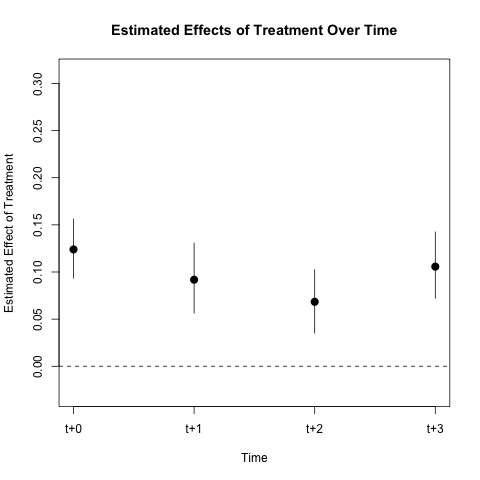 Estimated Effects of Treatment Over Time
Estimated Effect of Treatment
0.30
0.25
0.20
0.15
0.10
0.05
0.00
t+0 t+1 t+2 t+3
Time